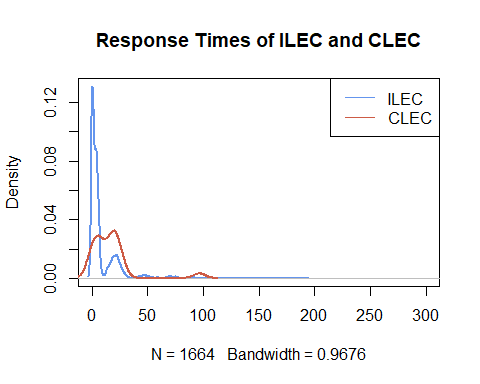 Response Times of ILEC and CLEC
ILEC
CLEC
Density
0.12
0.08
0.04
0.00
0 50 100 150 200 250 300
N = 1664 Bandwidth = 0.9676